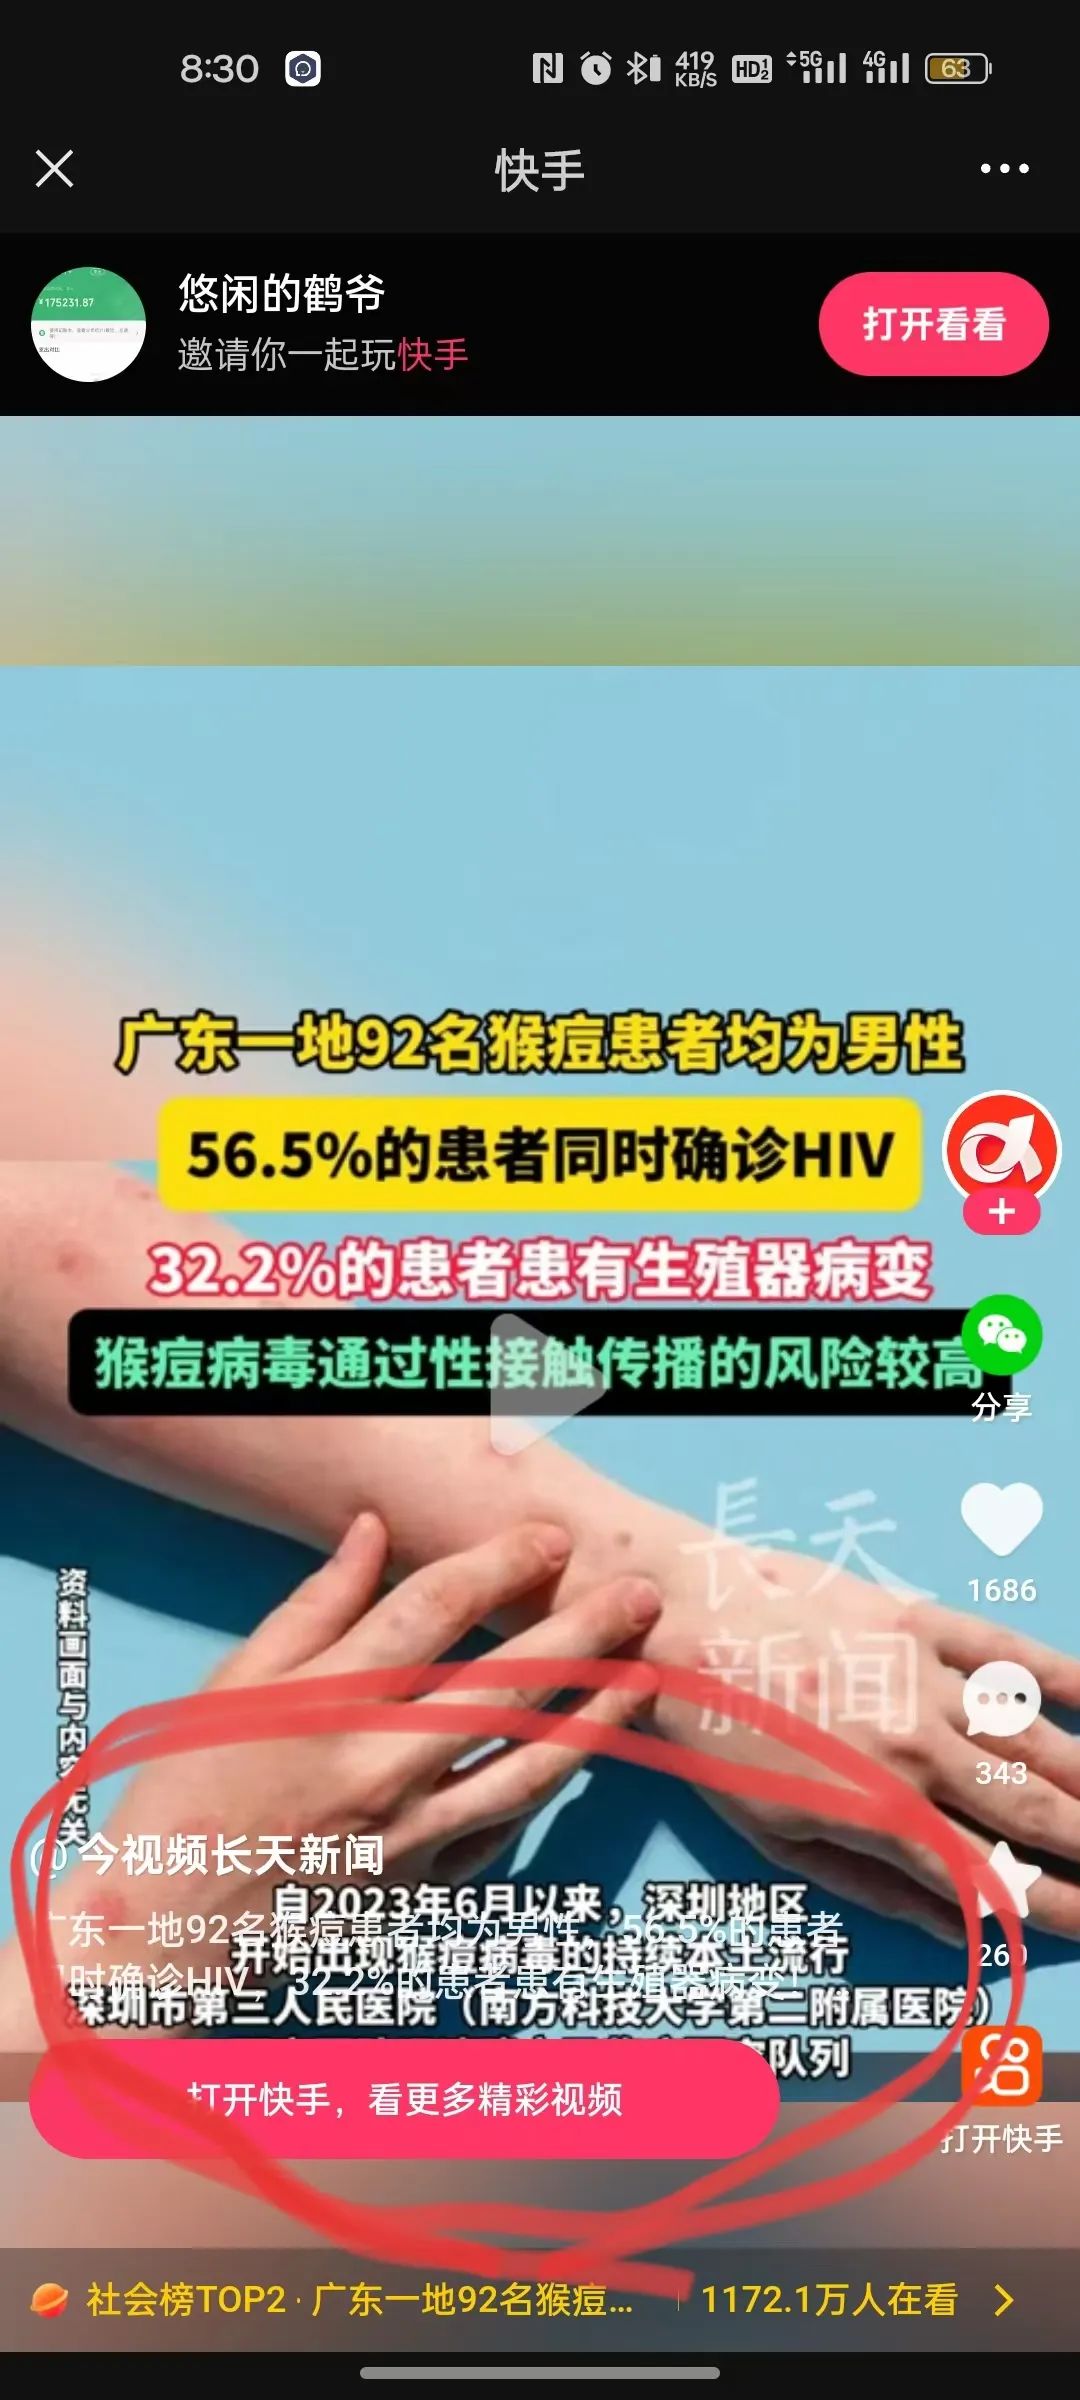 8:30
419
KB/S
HD
5G
4G
63
快手
悠闲的鹤爷
邀请你一起玩快手
打开看看
175231.87
广东一地92名猴痘患者均为男性
56.5%的患者同时确诊HIV
32.2%的患者患有生殖器病变
猴痘病毒通过性接触传播的风险较高
分享
長天
新闻
1686
资料画面与内容无关
343
@今视频长天新闻
自2023年6月以来，深圳地区
广东一地92名猴痘患者均为男性，56.5%的患者
开始出现猴痘病毒的持续本土流行
同时确诊HIV，32.2%的患者患有生殖器病变！
260
深圳市第三人民医院（南方科技大学第二附属医院）
队列
打开快手，看更多精彩视频
打开快手
社会榜TOP2·广东一地92名猴痘...
1172.1万人在看